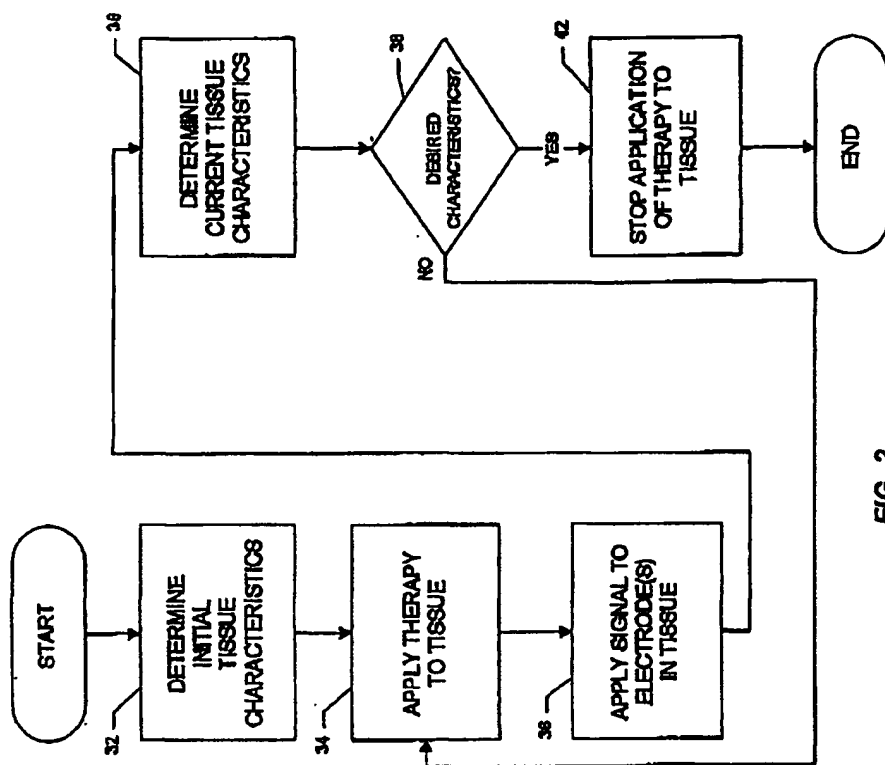 START
32
DETERMINE
INITIAL
TISSUE
CHARACTERISTICS
34
APPLY THERAPY
TO TISSUE
36
APPLY SIGNAL TO
ELECTRODE(S)
IN TISSUE
38
DETERMINE
CURRENT TISSUE
CHARACTERISTICS
38
DESIRED
CHARACTERISTICS?
NO
YES
42
STOP APPLICATION
OF THERAPY TO
TISSUE
END
FIG. 2